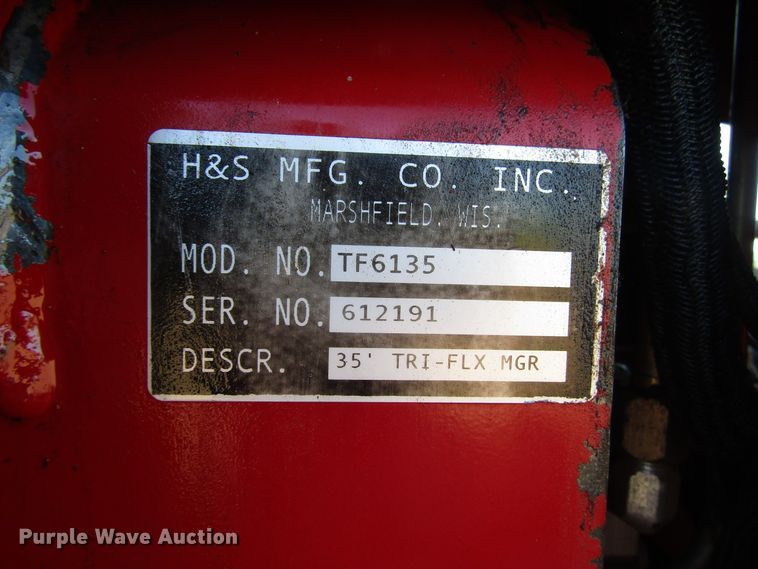 H&S MFG. CO. INC.
MARSHFIELD. WIS.
MOD. NO. TF6135
SER. NO. 612191
DESCR. 35' TRI-FLX MGR
Purple Wave Auction